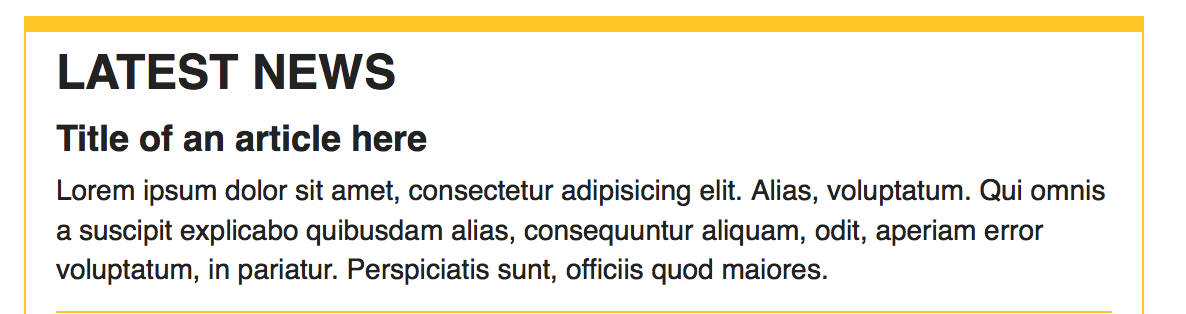 LATEST NEWS
Title of an article here
Lorem ipsum dolor sit amet, consectetur adipisicing elit. Alias, voluptatum. Qui omnis
a suscipit explicabo quibusdam alias, consequuntur aliquam, odit, aperiam error
voluptatum, in pariatur. Perspiciatis sunt, officiis quod maiores.